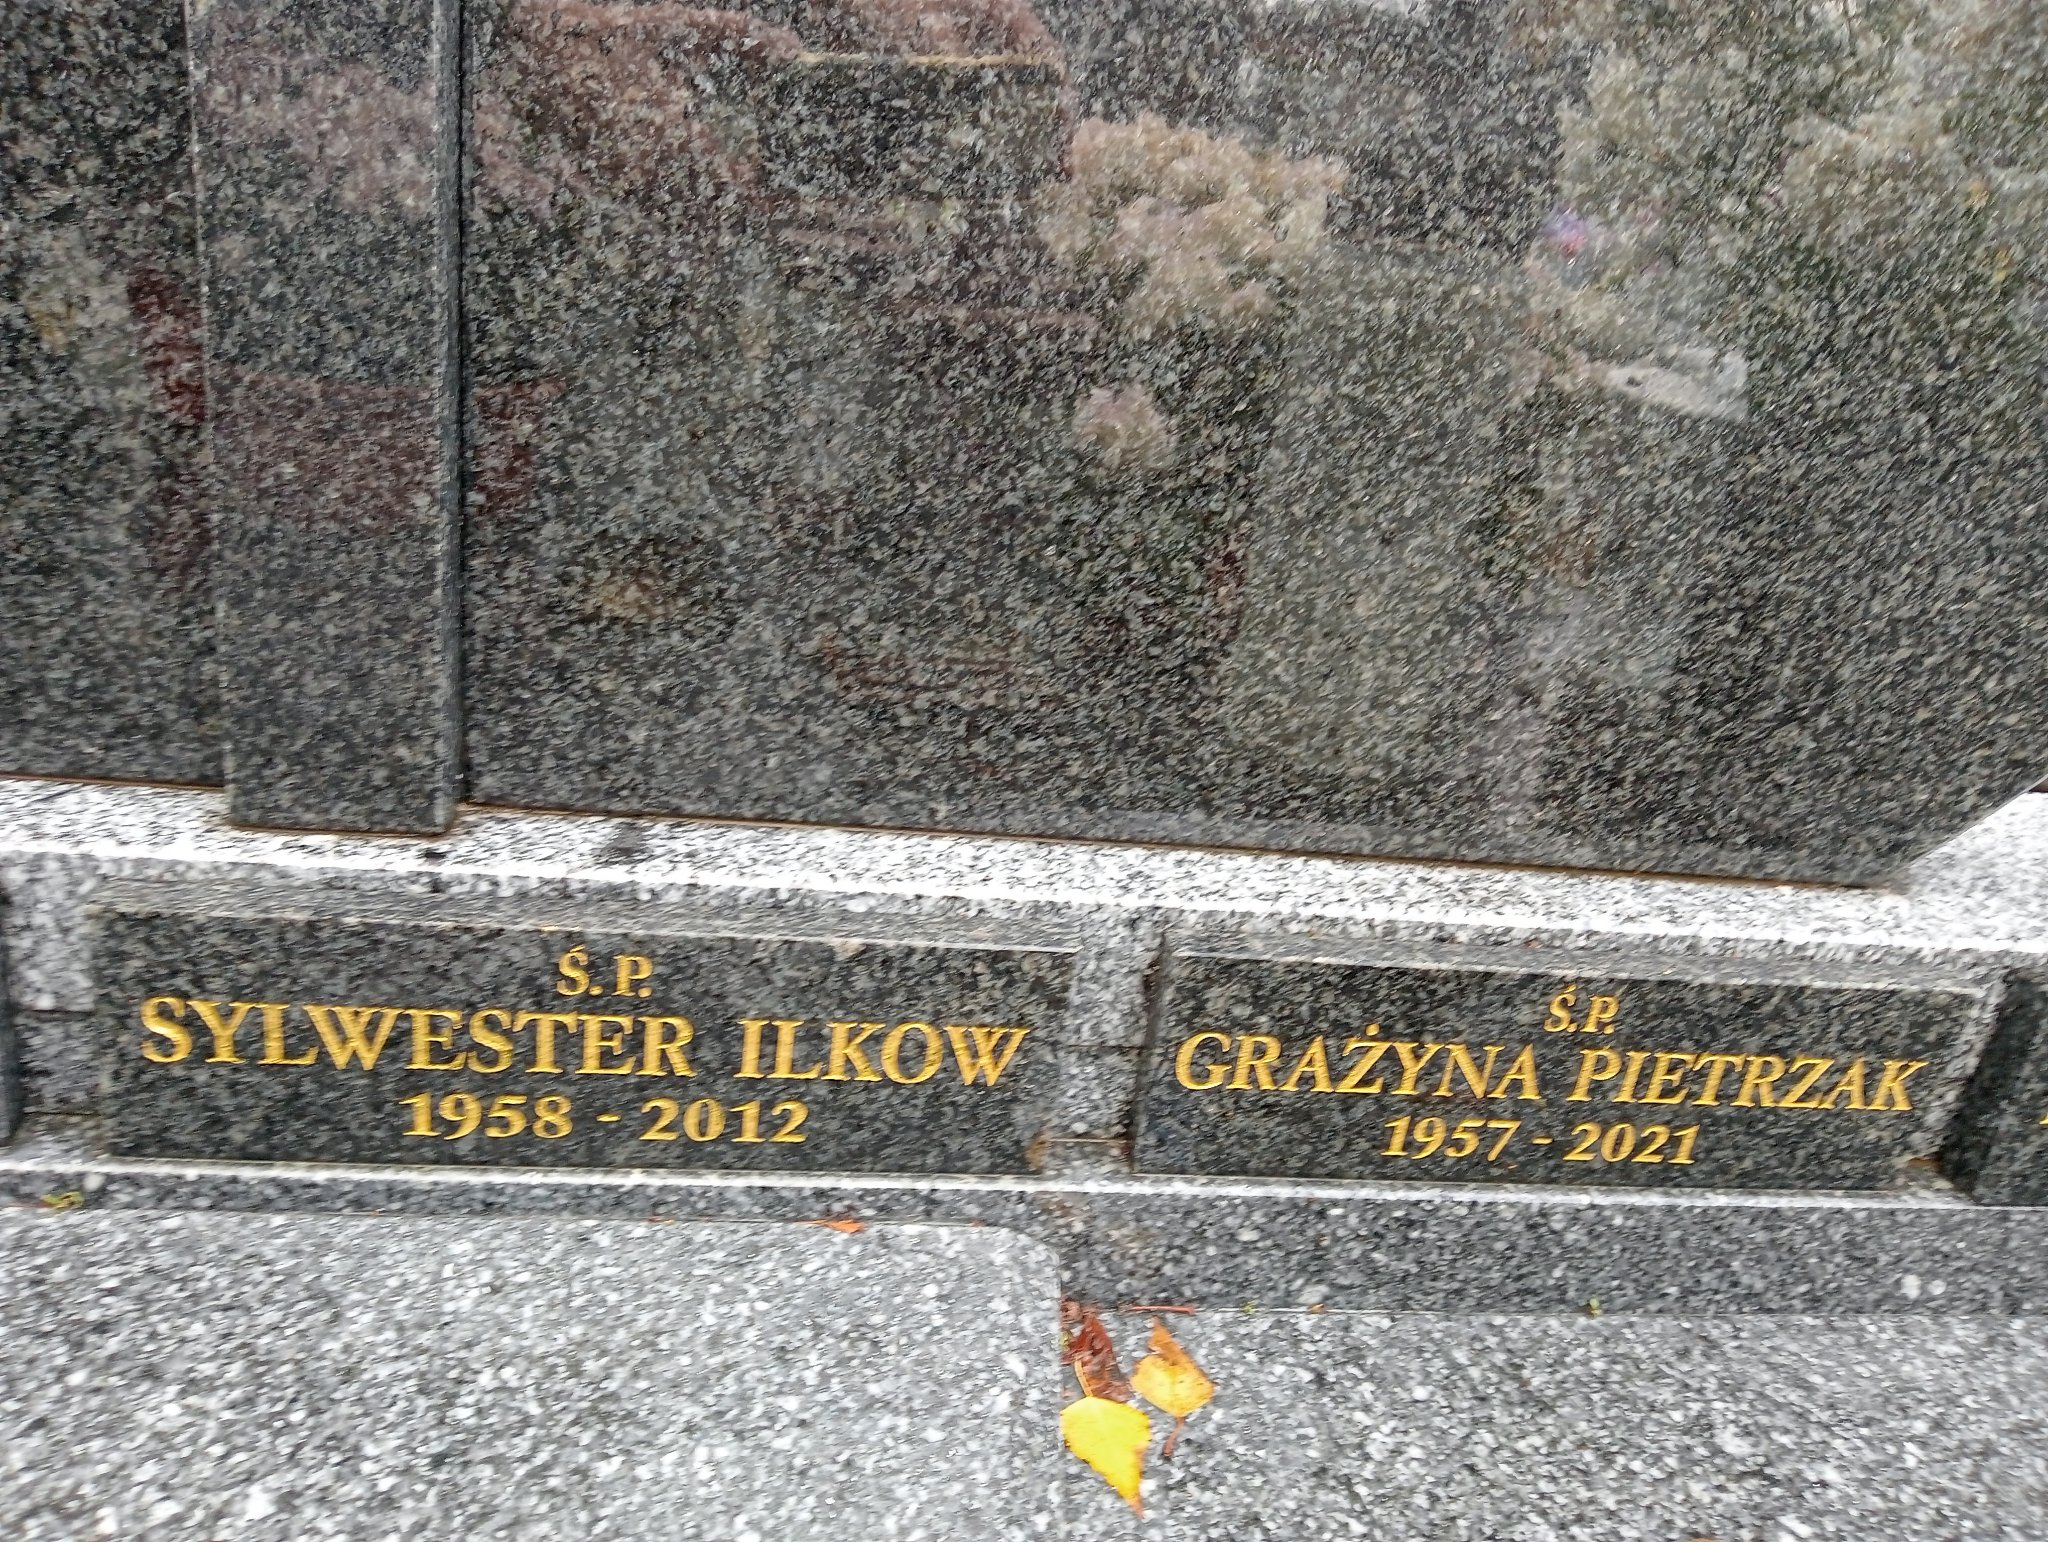 Ś. P.
SYLWESTER ILKOW
1958 - 2012
Ś.P.
GRAŻYNA PIETRZAK
1957 - 2021